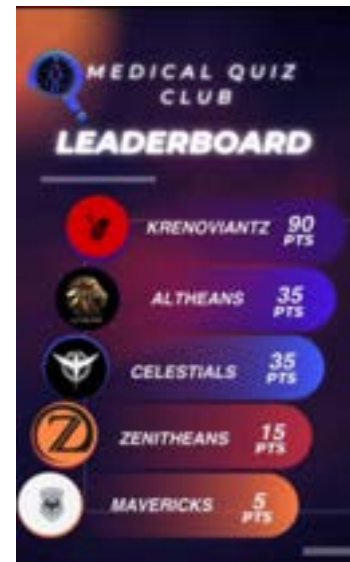 MEDICAL QUIZ
CLUB
LEADERBOARD
KRENOVIANTZ 90 PTS
ALTHEANS 35 PTS
CELESTIALS 35 PTS
ZENITHEANS 15 PTS
MAVERICKS 5 PTS